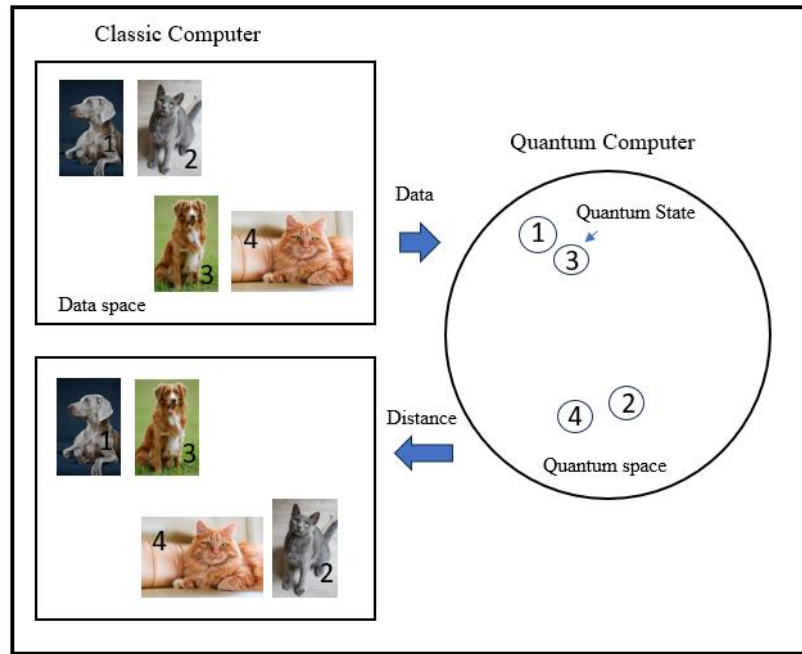 Classic Computer
1
2
3
4
Data space
Data
Quantum Computer
Quantum State
1
3
4
2
Quantum space
Distance
1
3
4
2